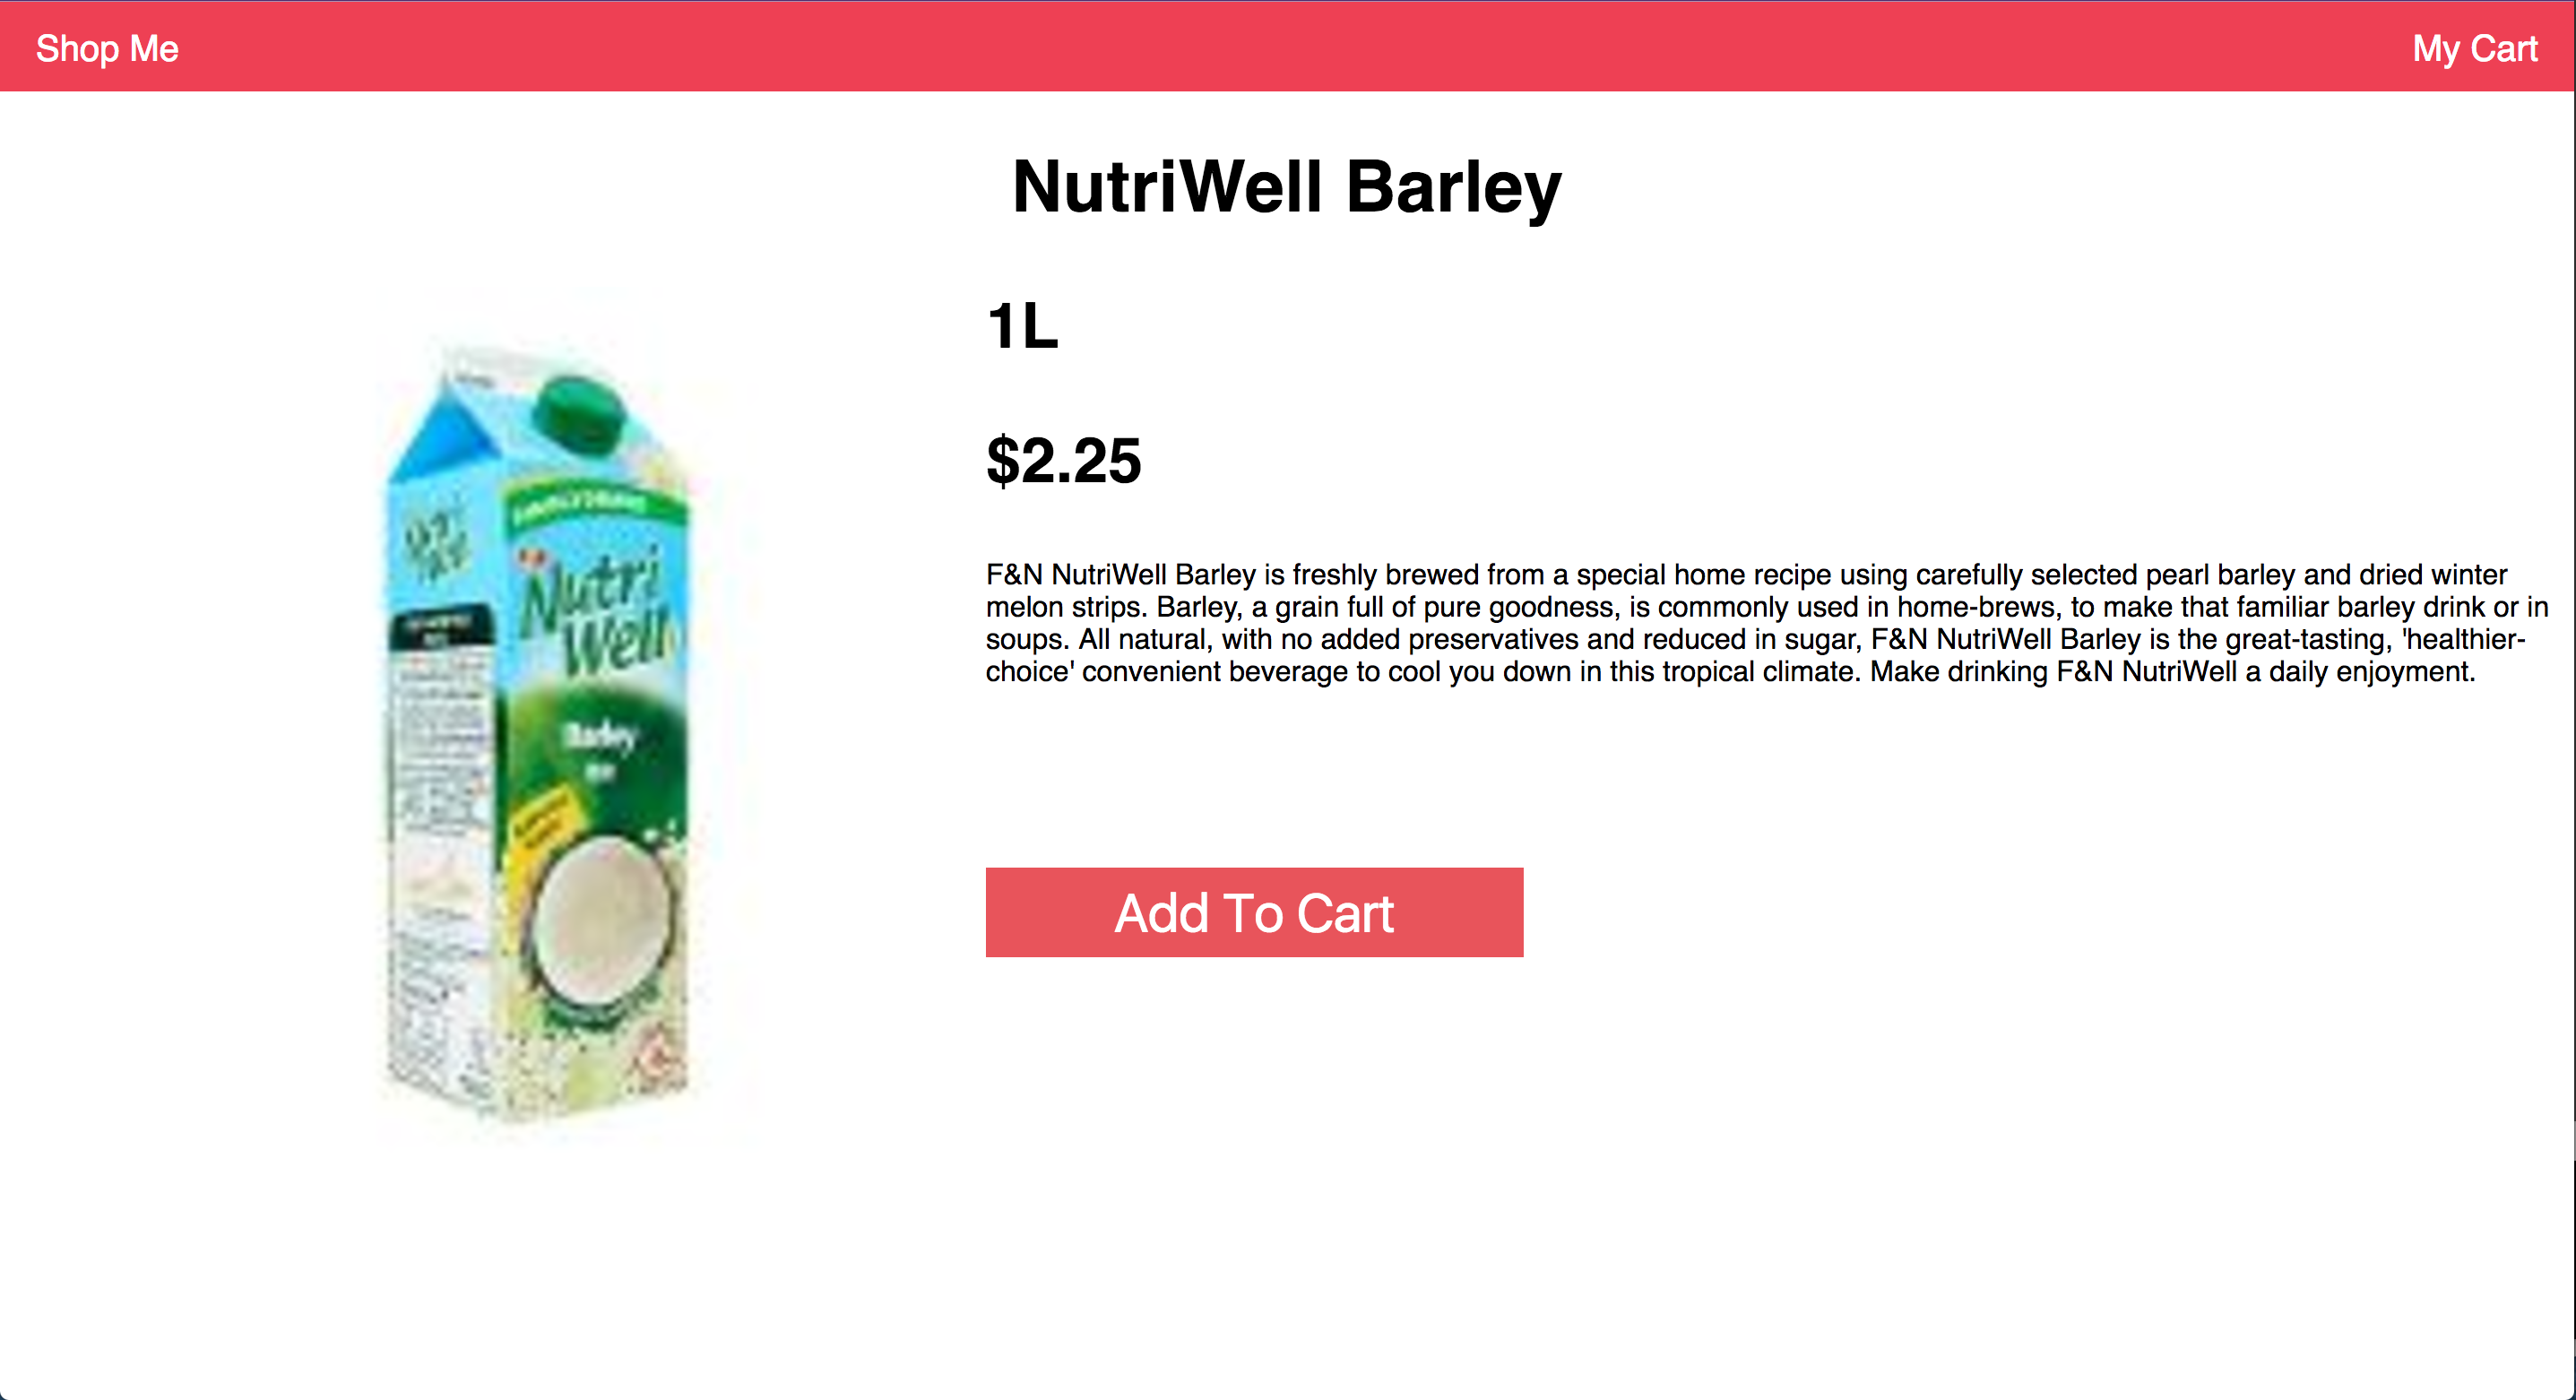 Shop Me
My Cart
NutriWell Barley
1L
$2.25
F&N NutriWell Barley is freshly brewed from a special home recipe using carefully selected pearl barley and dried winter
melon strips. Barley, a grain full of pure goodness, is commonly used in home-brews, to make that familiar barley drink or in
soups. All natural, with no added preservatives and reduced in sugar, F&N NutriWell Barley is the great-tasting, 'healthier-
choice' convenient beverage to cool you down in this tropical climate. Make drinking F&N NutriWell a daily enjoyment.
Nutri
Well
Barley
Add To Cart